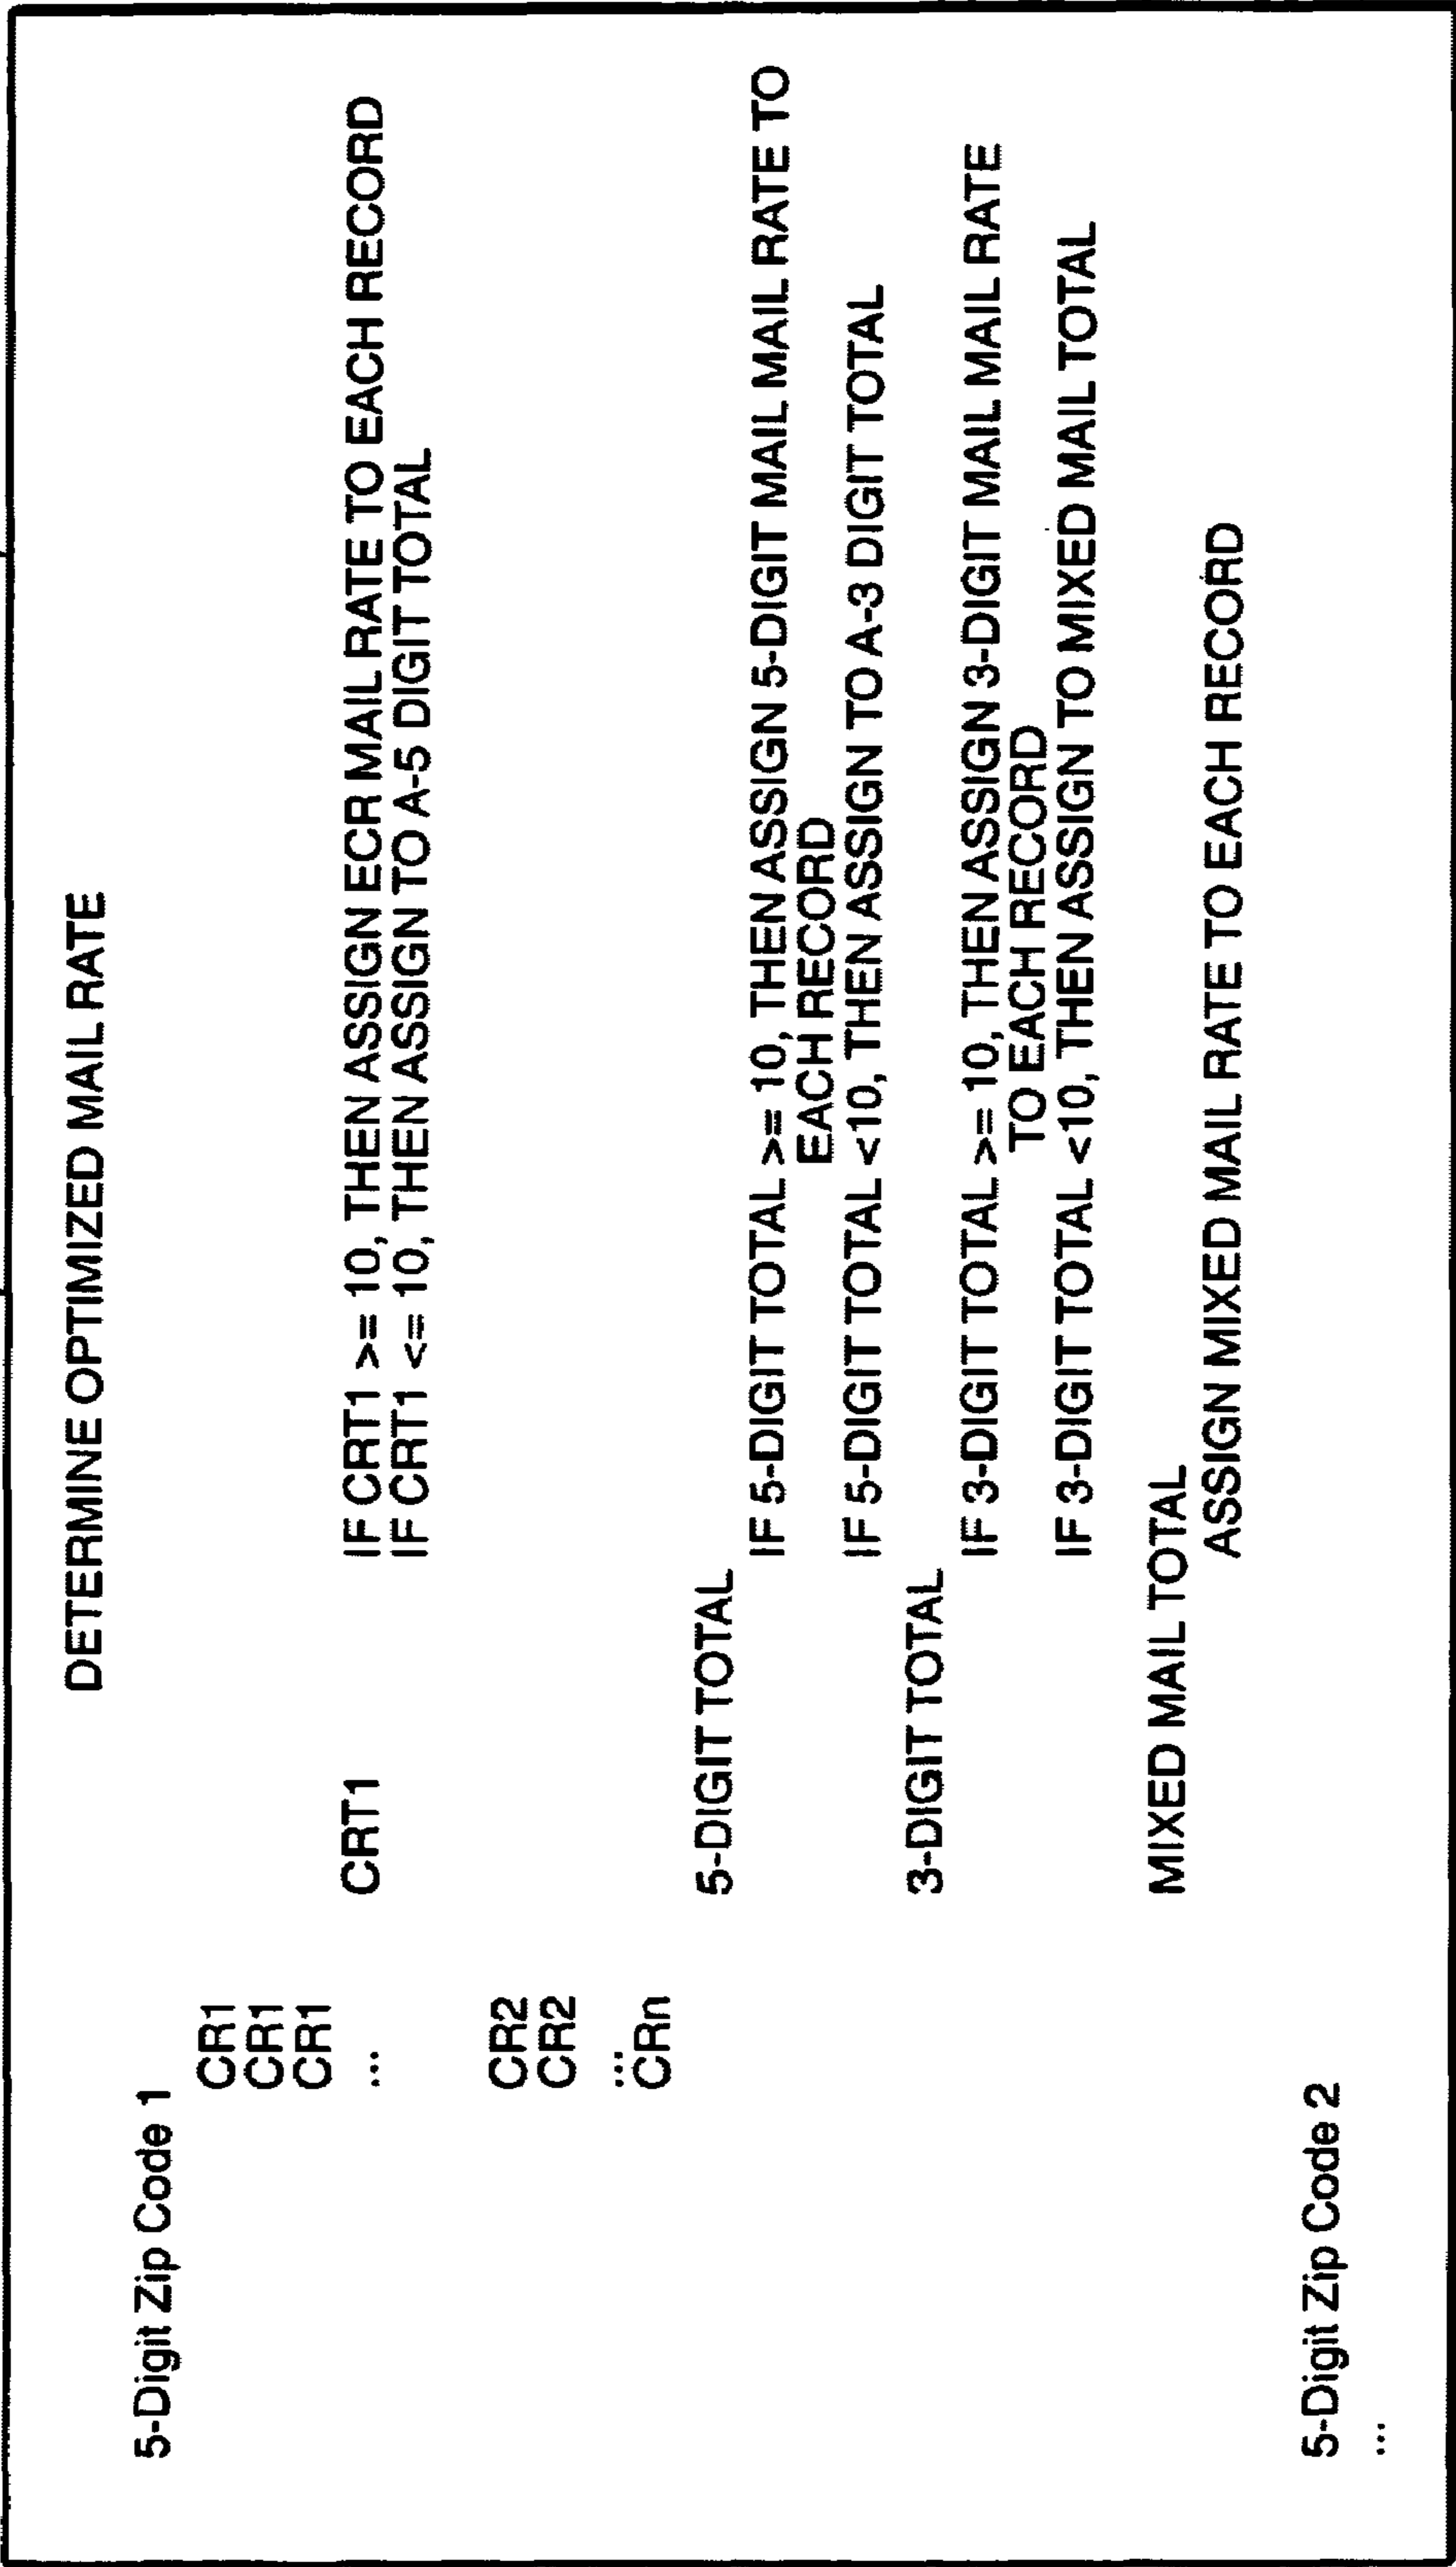 DETERMINE OPTIMIZED MAIL RATE
5-Digit Zip Code 1
CR1
CR1
CR1
...
CRT1
IF CRT1 >= 10, THEN ASSIGN ECR MAIL RATE TO EACH RECORD
IF CRT1 <= 10, THEN ASSIGN TO A-5 DIGIT TOTAL
CR2
CR2
...
CRn
5-DIGIT TOTAL
IF 5-DIGIT TOTAL >= 10, THEN ASSIGN 5-DIGIT MAIL MAIL RATE TO
EACH RECORD
IF 5-DIGIT TOTAL <10, THEN ASSIGN TO A-3 DIGIT TOTAL
3-DIGIT TOTAL
IF 3-DIGIT TOTAL >= 10, THEN ASSIGN 3-DIGIT MAIL MAIL RATE
TO EACH RECORD
IF 3-DIGIT TOTAL <10, THEN ASSIGN TO MIXED MAIL TOTAL
MIXED MAIL TOTAL
ASSIGN MIXED MAIL RATE TO EACH RECORD
5-Digit Zip Code 2
...